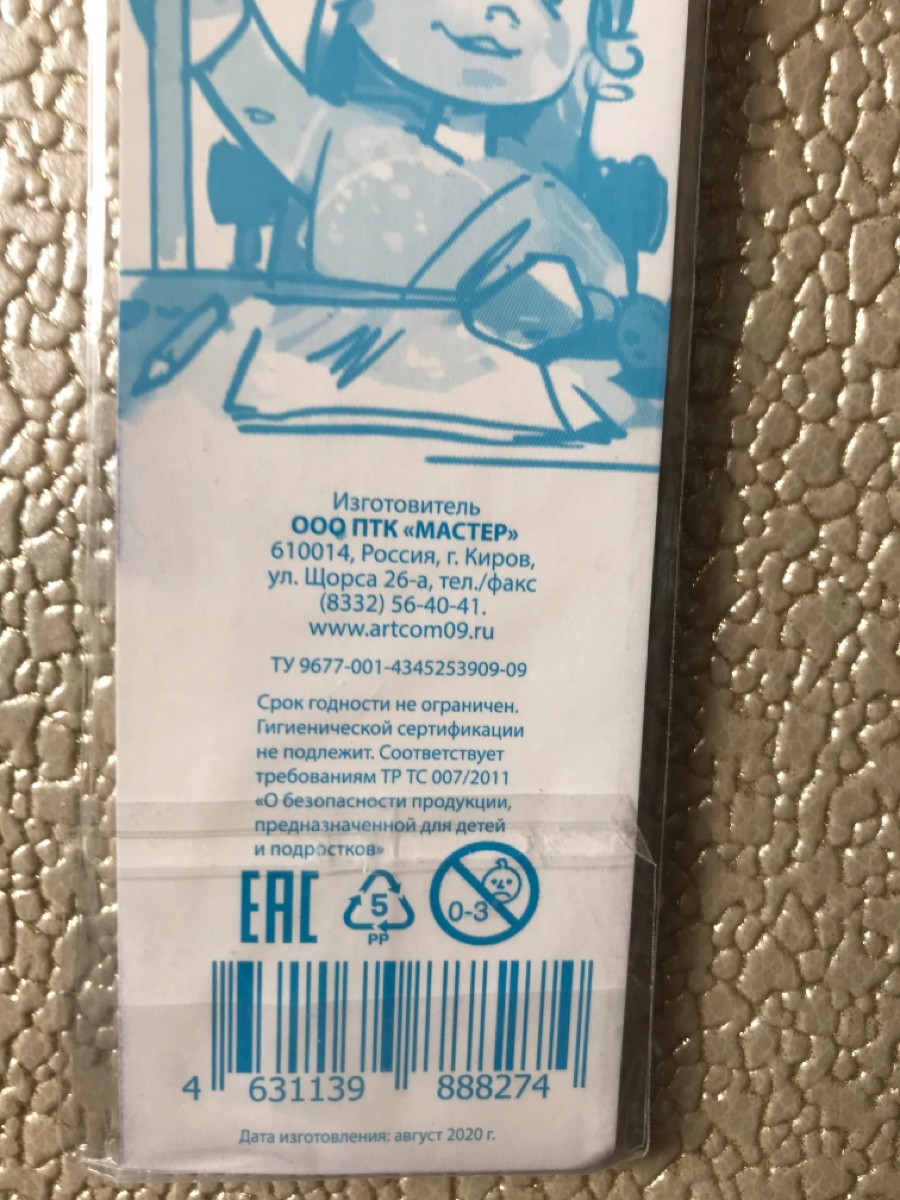 Изготовитель
ООО ПТК «МАСТЕР»
610014, Россия, г. Киров,
ул. Щорса 26-а, тел./факс
(8332) 56-40-41.
www.artcom09.ru
ТУ 9677-001-4345253909-09
Срок годности не ограничен.
Гигиенической сертификации
не подлежит. Соответствует
требованиям ТР ТС 007/2011
«О безопасности продукции,
предназначенной для детей
и подростков»
ЕАС 5 0-3
PP
4 631139 888274
Дата изготовления: август 2020 г.